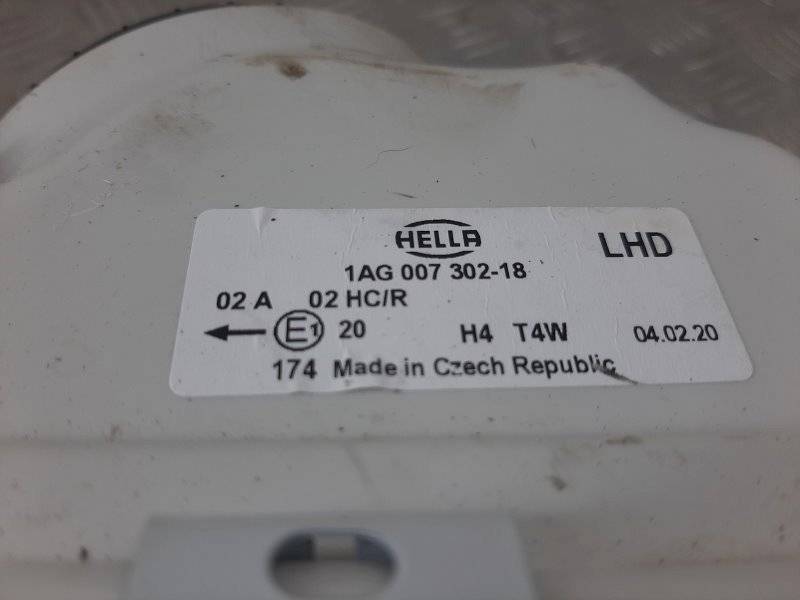 HELLA
LHD
1AG 007 302-18
02 A 02 HC/R
E1 20 H4 T4W 04.02.20
174 Made in Czech Republic